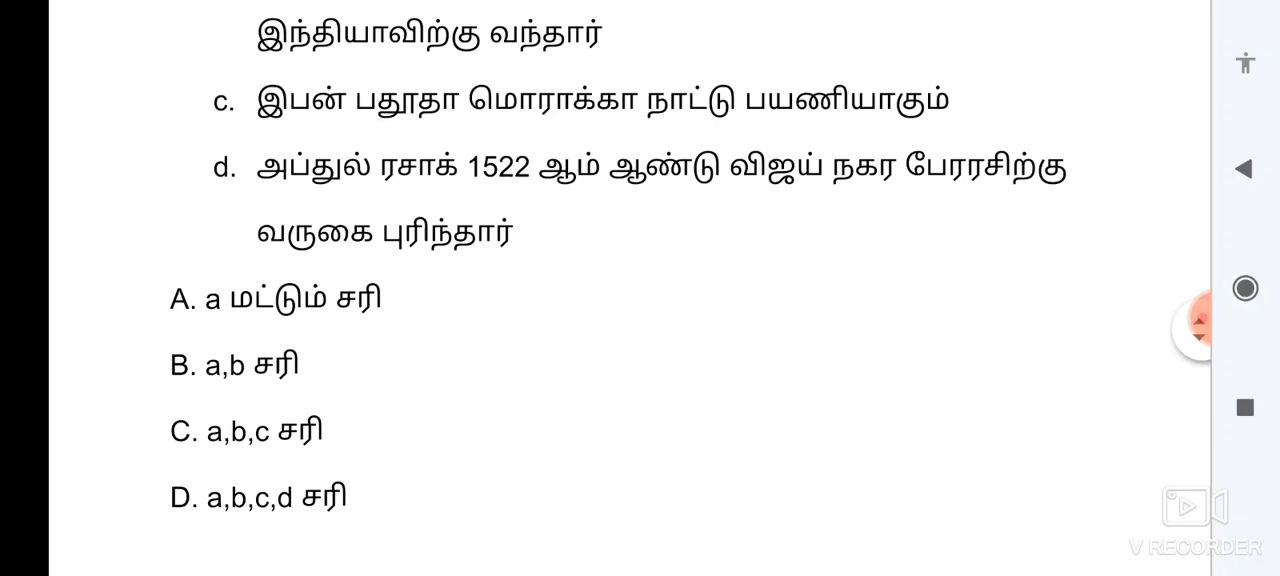 இந்தியாவிற்கு வந்தார்
c. இபன் பதூதா மொராக்கா நாட்டு பயணியாகும்
d. அப்துல் ரசாக் 1522 ஆம் ஆண்டு விஜய் நகர பேரரசிற்கு
வருகை புரிந்தார்
A. a மட்டும் சரி
B. a,b சரி
C. a,b,c சரி
D. a,b,c,d சரி
V RECORDER